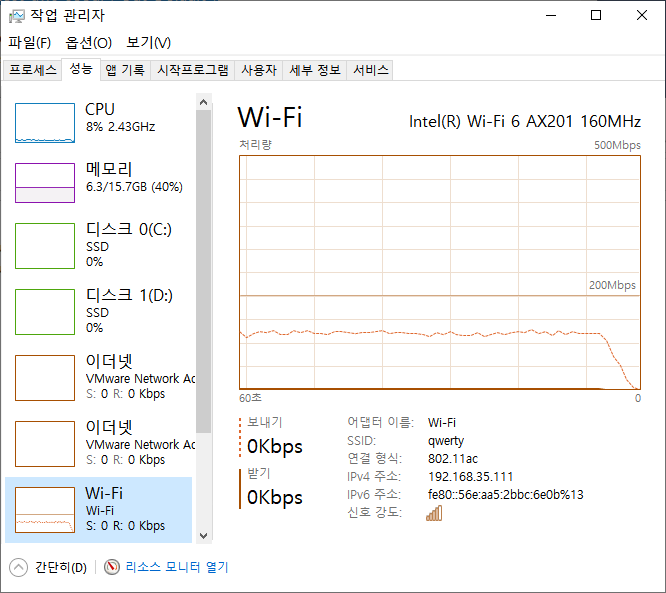 작업 관리자
파일(F) 옵션(O) 보기(V)
프로세스 성능 앱 기록 시작프로그램 사용자 세부 정보 서비스
CPU
8% 2.43GHz
메모리
6.3/15.7GB (40%)
디스크 0(C:)
SSD
0%
디스크 1(D:)
SSD
0%
이더넷
VMware Network Ac
S: 0 R: 0 Kbps
이더넷
VMware Network Ac
S: 0 R: 0 Kbps
Wi-Fi
Wi-Fi
S: 0 R: 0 Kbps
Wi-Fi
Intel(R) Wi-Fi 6 AX201 160MHz
처리량 500Mbps
200Mbps
60초 0
보내기
0Kbps
받기
0Kbps
어댑터 이름: Wi-Fi
SSID: qwerty
연결 형식: 802.11ac
IPv4 주소: 192.168.35.111
IPv6 주소: fe80::56e:aa5:2bbc:6e0b%13
신호 강도:
간단히(D) 리소스 모니터 열기